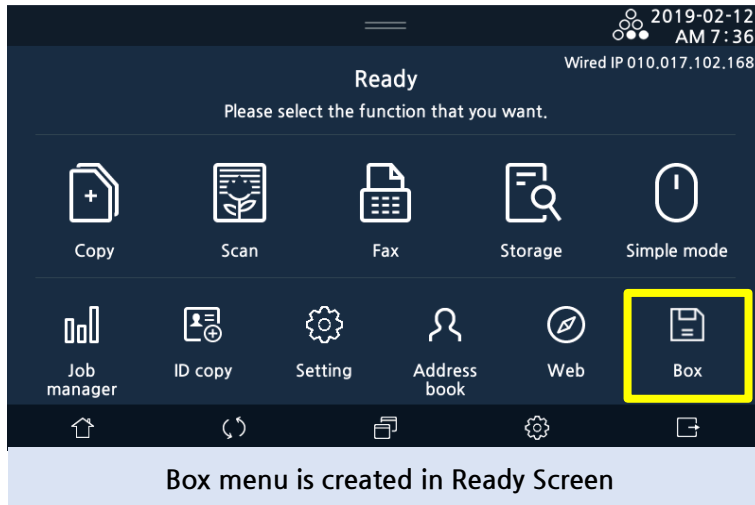 2019-02-12
AM 7:36
Wired IP 010.017.102.168
Ready
Please select the function that you want.
Copy
Scan
Fax
Storage
Simple mode
Job
manager
ID copy
Setting
Address
book
Web
Box
Box menu is created in Ready Screen